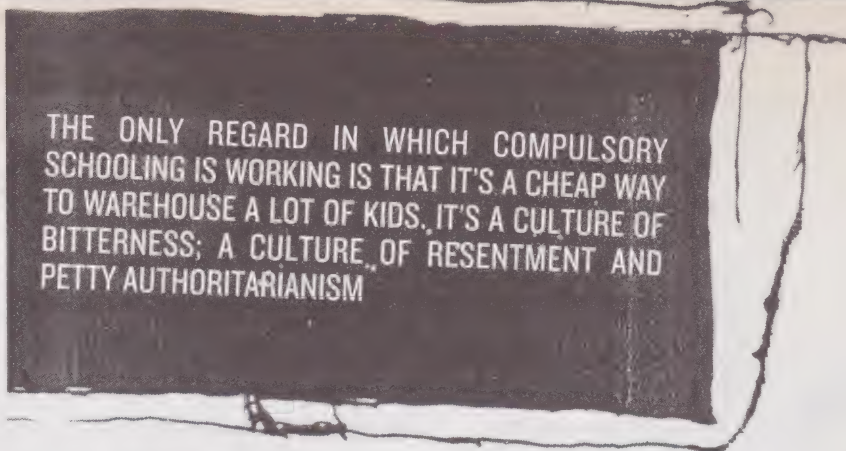 THE ONLY REGARD IN WHICH COMPULSORY
SCHOOLING IS WORKING IS THAT IT'S A CHEAP WAY
TO WAREHOUSE A LOT OF KIDS. IT'S A CULTURE OF
BITTERNESS; A CULTURE OF RESENTMENT AND
PETTY AUTHORITARIANISM